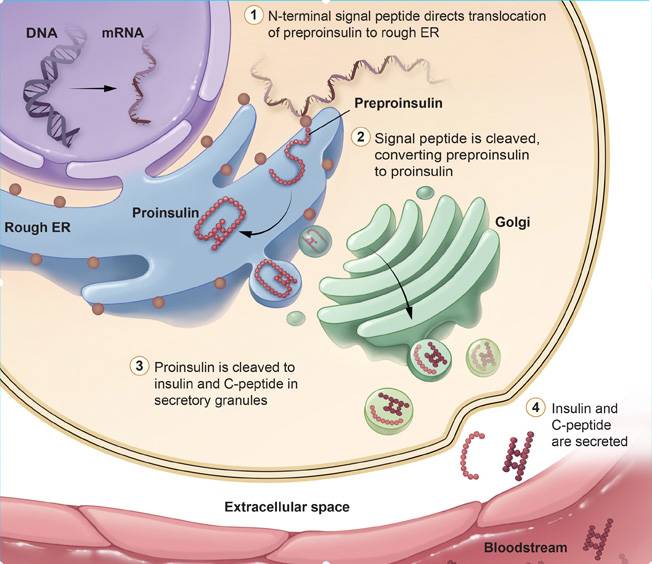 DNA
mRNA
1 N-terminal signal peptide directs translocation
of preproinsulin to rough ER
Preproinsulin
2 Signal peptide is cleaved,
converting preproinsulin
to proinsulin
Proinsulin
Rough ER
Golgi
3 Proinsulin is cleaved to
insulin and C-peptide in
secretory granules
4 Insulin and
C-peptide
are secreted
Extracellular space
Bloodstream